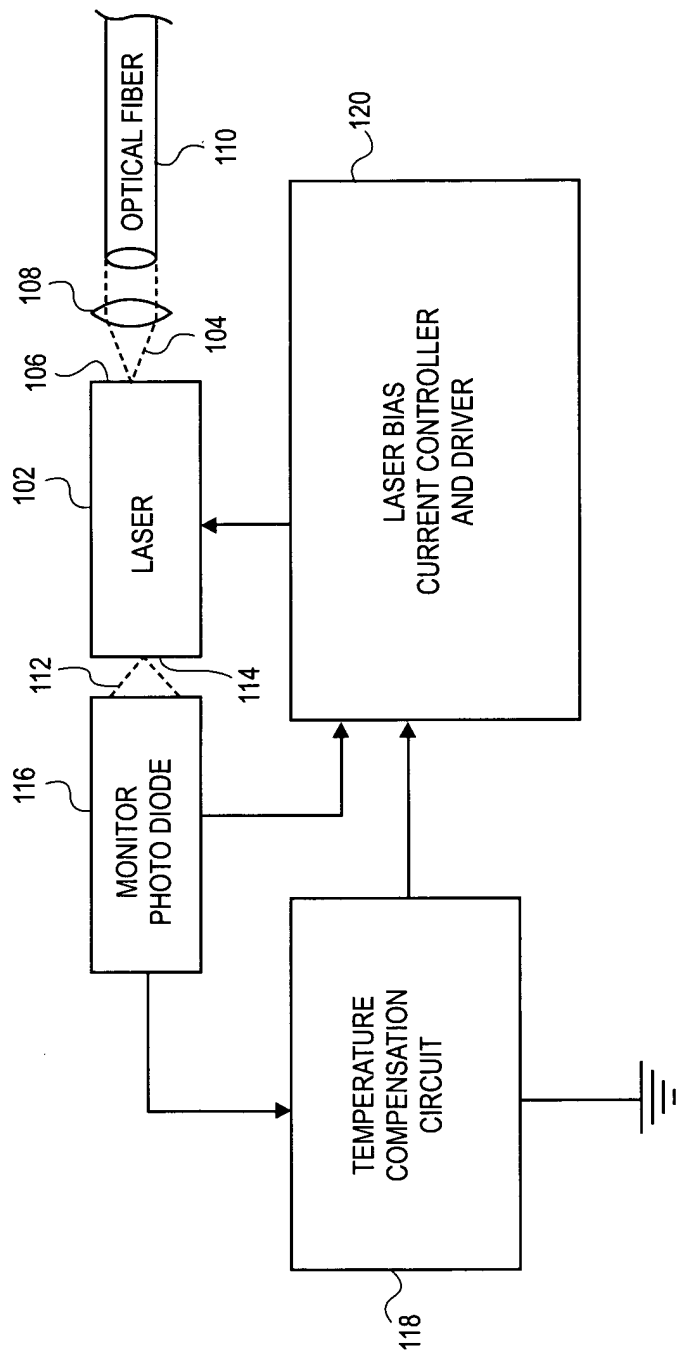 108
OPTICAL FIBER
110
106
104
102
LASER
112
114
116
MONITOR
PHOTO DIODE
120
LASER BIAS
CURRENT CONTROLLER
AND DRIVER
TEMPERATURE
COMPENSATION
CIRCUIT
118